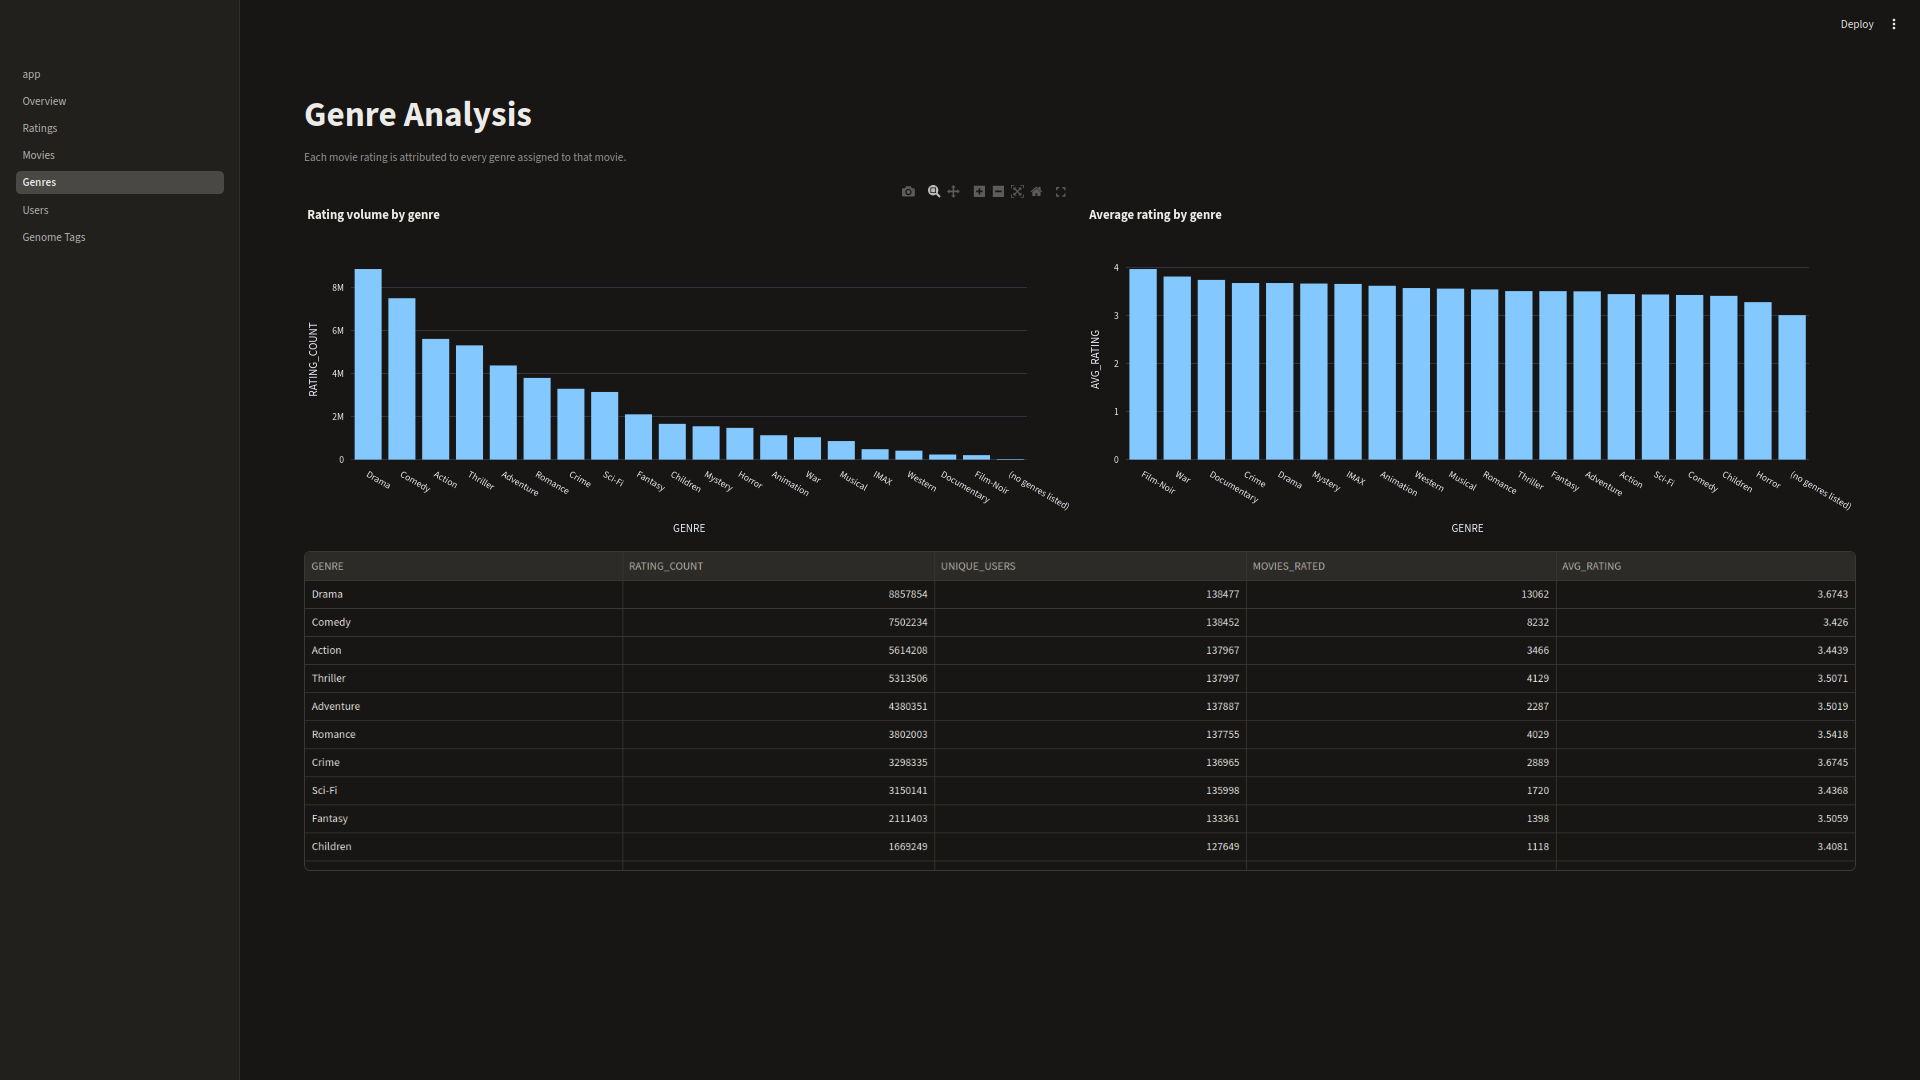 Deploy
app
Overview
Ratings
Movies
Genres
Users
Genome Tags
Genre Analysis
Each movie rating is attributed to every genre assigned to that movie.
Rating volume by genre
RATING_COUNT
8M
6M
4M
2M
0
Drama
Comedy
Action
Thriller
Adventure
Romance
Crime
Sci-Fi
Fantasy
Children
Mystery
Horror
Animation
War
Musical
IMAX
Western
Documentary
Film-Noir
(no genres listed)
GENRE
Average rating by genre
AVG_RATING
4
3
2
1
0
Film-Noir
War
Documentary
Crime
Drama
Mystery
IMAX
Animation
Western
Musical
Romance
Thriller
Fantasy
Adventure
Action
Sci-Fi
Comedy
Children
Horror
(no genres listed)
GENRE
GENRE RATING_COUNT UNIQUE_USERS MOVIES_RATED AVG_RATING
Drama 8857854 138477 13062 3.6743
Comedy 7502234 138452 8232 3.426
Action 5614208 137967 3466 3.4439
Thriller 5313506 137997 4129 3.5071
Adventure 4380351 137887 2287 3.5019
Romance 3802003 137755 4029 3.5418
Crime 3298335 136965 2889 3.6745
Sci-Fi 3150141 135998 1720 3.4368
Fantasy 2111403 133361 1398 3.5059
Children 1669249 127649 1118 3.4081